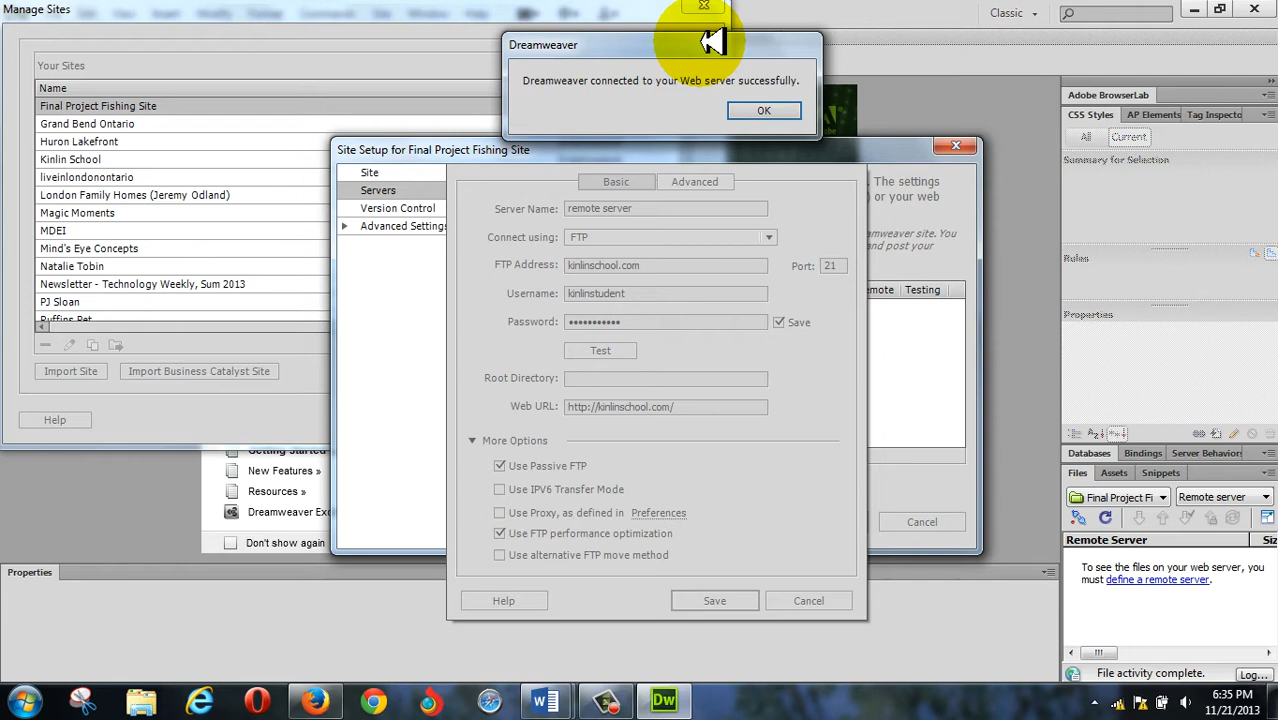 Manage Sites
Classic
Your Sites
Name
Final Project Fishing Site
Grand Bend Ontario
Huron Lakefront
Kinlin School
liveinlondonontario
London Family Homes (Jeremy Odland)
Magic Moments
MDEI
Mind's Eye Concepts
Natalie Tobin
Newsletter - Technology Weekly, Sum 2013
PJ Sloan
Puffins Pet
Import Site
Import Business Catalyst Site
Help
Getting Started
New Features »
Resources »
Dreamweaver Exc
Don't show again
Dreamweaver
Dreamweaver connected to your Web server successfully.
OK
Site Setup for Final Project Fishing Site
Site
Servers
Version Control
Advanced Settings
. The settings
) or your web
amweaver site. You
and post your
emote
Testing
Cancel
Basic
Advanced
Server Name:
remote server
Connect using:
FTP
FTP Address:
kinlinschool.com
Port:
21
Username:
kinlinstudent
Password:
•••••••••••
Save
Test
Root Directory:
Web URL:
http://kinlinschool.com/
More Options
Use Passive FTP
Use IPV6 Transfer Mode
Use Proxy, as defined in Preferences
Use FTP performance optimization
Use alternative FTP move method
Help
Save
Cancel
Adobe BrowserLab
CSS Styles
AP Elements
Tag Inspecto
All
Current
Summary for Selection
Rules
Properties
Databases
Bindings
Server Behaviors
Files
Assets
Snippets
Final Project Fi
Remote server
Remote Server
Siz
To see the files on your web server, you
must define a remote server.
File activity complete.
Log...
Properties
Dw
6:35 PM
11/21/2013